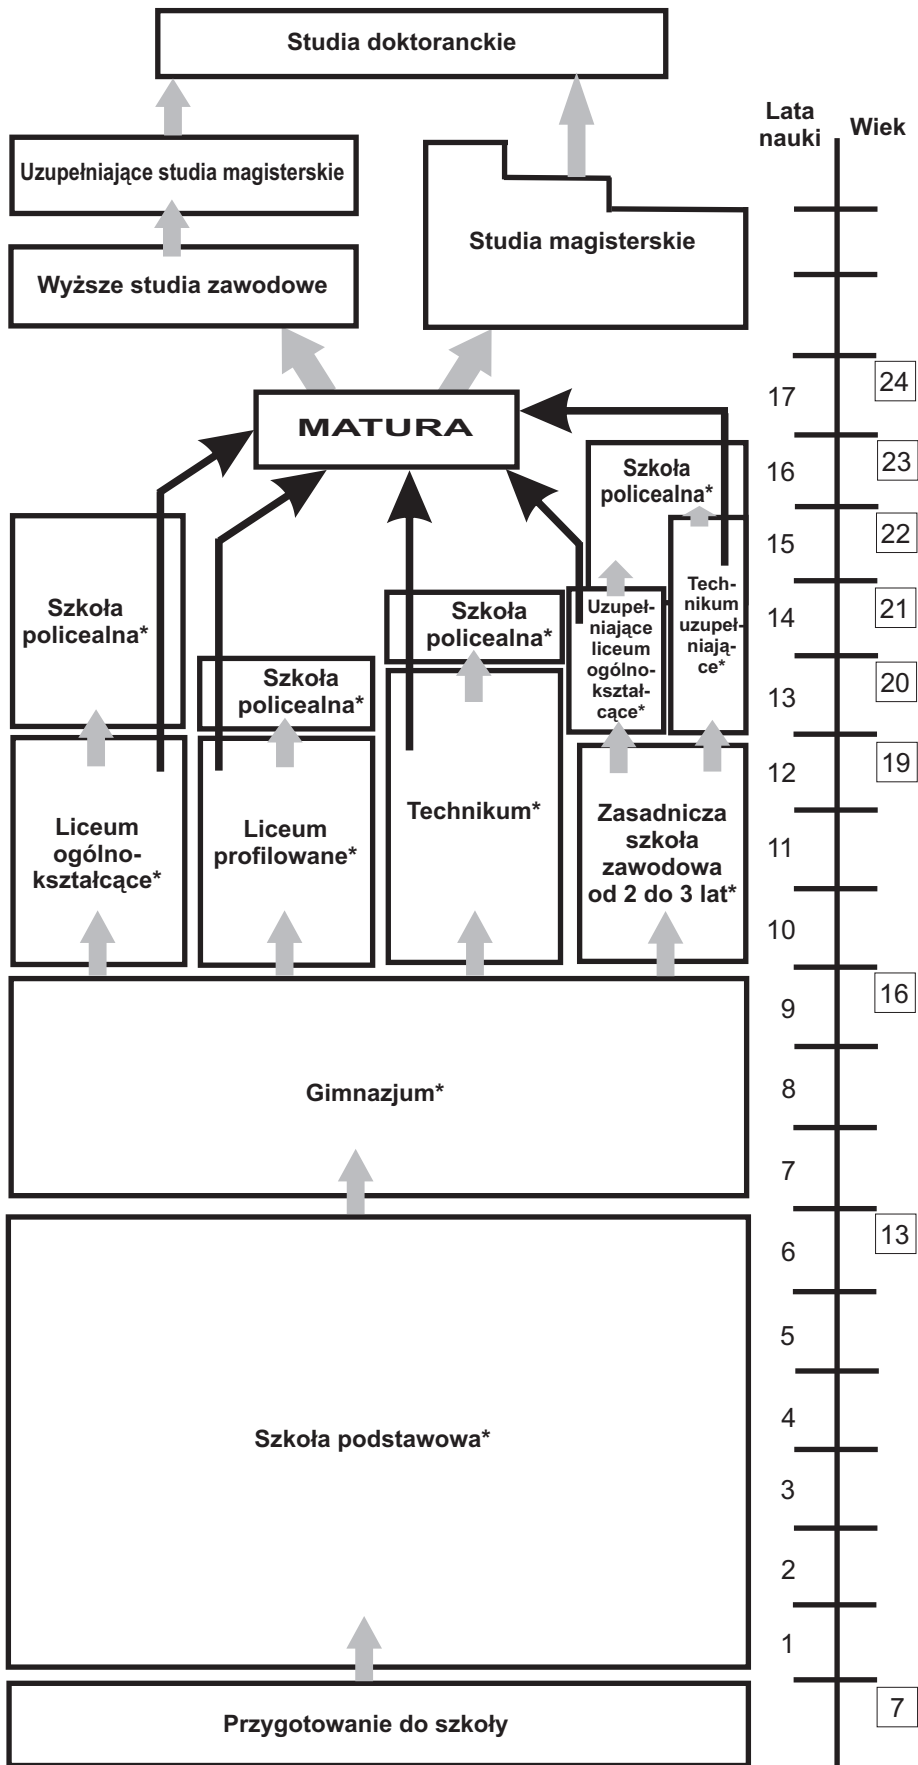 Studia doktoranckie
Lata
nauki
Wiek
Uzupełniające studia magisterskie
Studia magisterskie
Wyższe studia zawodowe
17
24
MATURA
16
23
Szkoła
policealna*
15
22
Szkoła
policealna*
Szkoła
policealna*
Uzupeł-
niające
liceum
ogólno-
kształ-
cące*
Tech-
nikum
uzupeł-
niają-
ce*
14
21
Szkoła
policealna*
13
20
12
19
Liceum
ogólno-
kształcące*
Liceum
profilowane*
Technikum*
Zasadnicza
szkoła
zawodowa
od 2 do 3 lat*
11
10
16
9
Gimnazjum*
8
7
13
6
5
4
Szkoła podstawowa*
3
2
1
7
Przygotowanie do szkoły